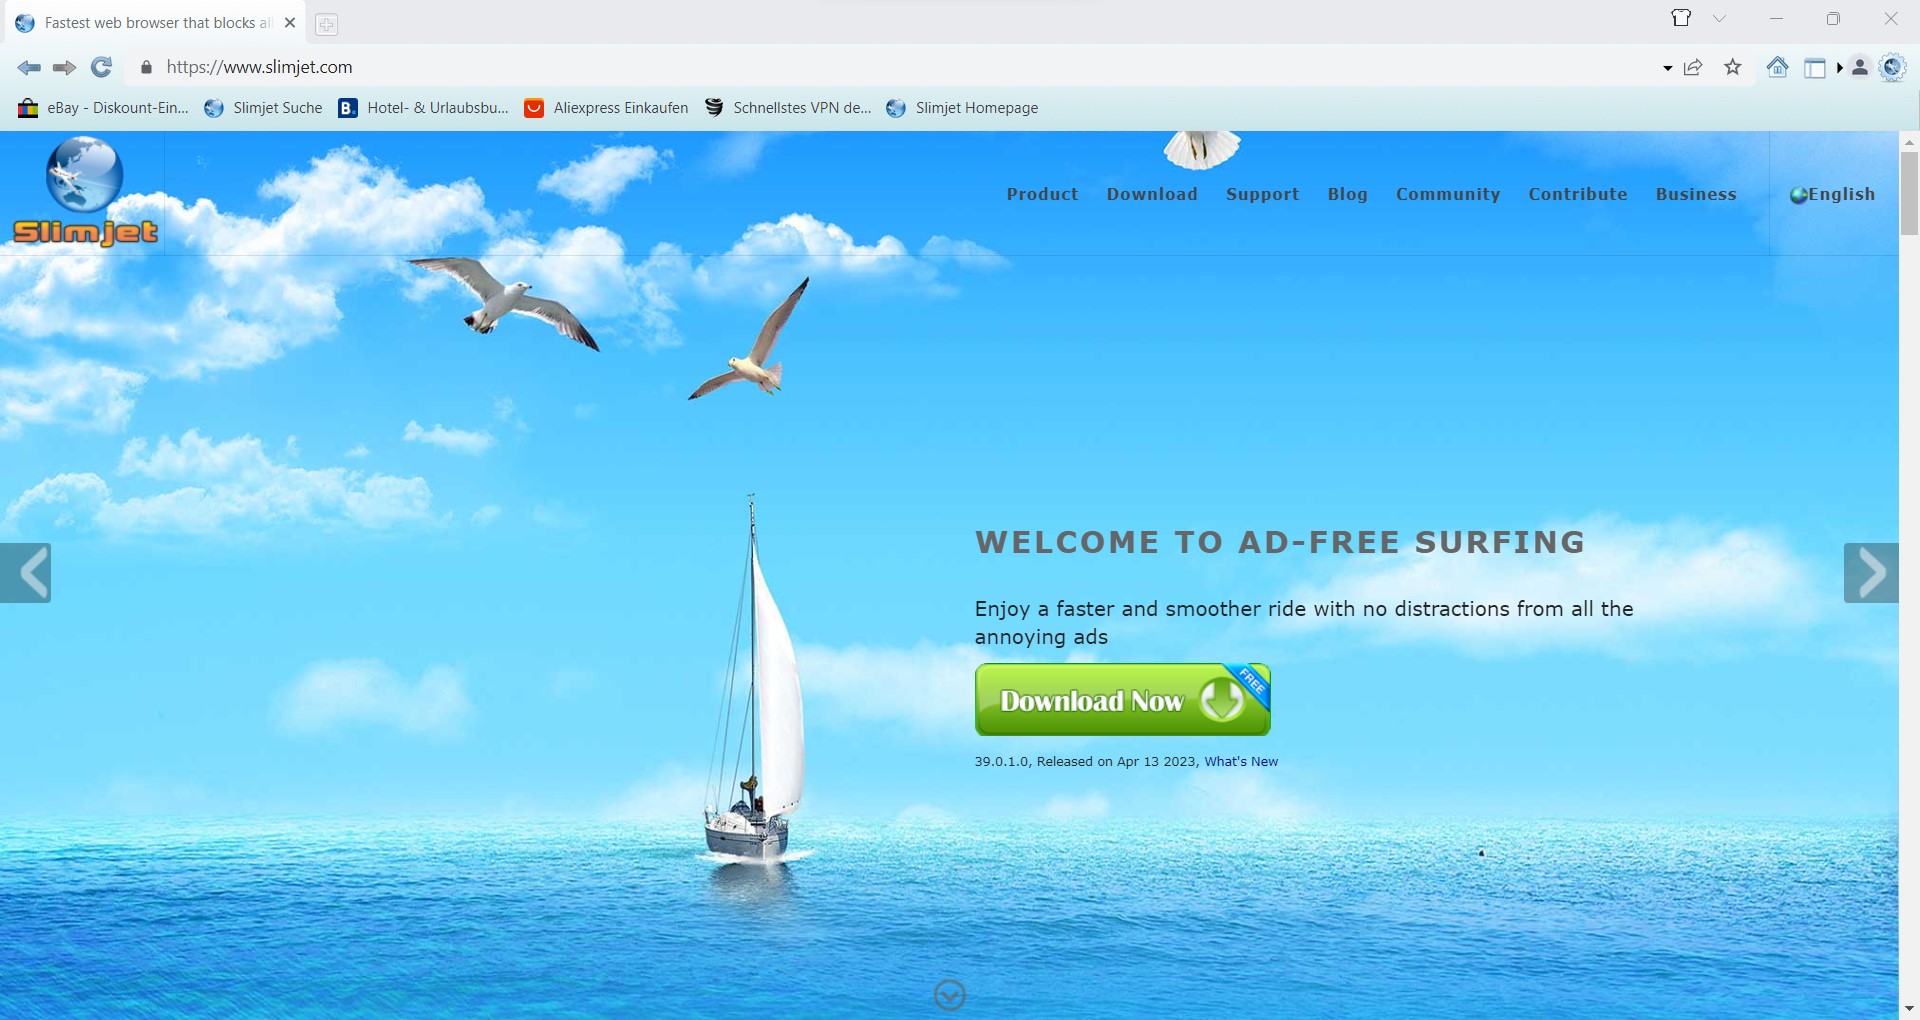 Fastest web browser that blocks al
https://www.slimjet.com
eBay - Diskount-Ein... Slimjet Suche Hotel- & Urlaubsbu... Aliexpress Einkaufen Schnellstes VPN de... Slimjet Homepage
Slimjet
Product Download Support Blog Community Contribute Business English
WELCOME TO AD-FREE SURFING
Enjoy a faster and smoother ride with no distractions from all the
annoying ads
Download Now FREE
39.0.1.0, Released on Apr 13 2023, What's New